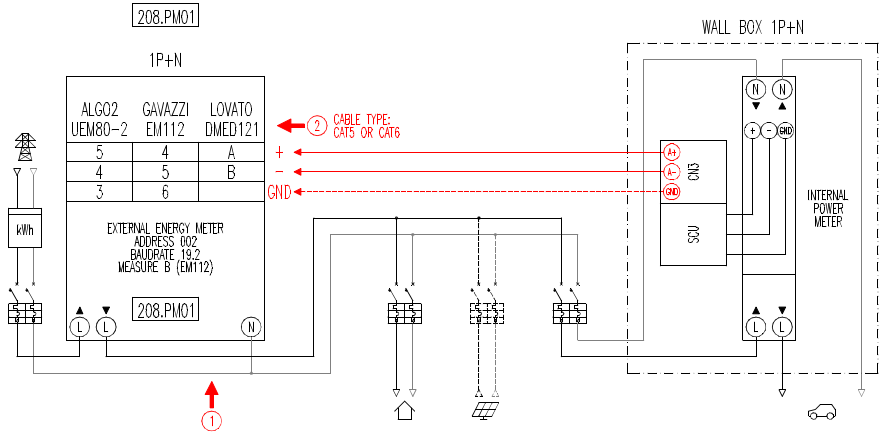 208.PM01
WALL BOX 1P+N
1P+N
ALGO2 GAVAZZI LOVATO
UEM80-2 EM112 DMED121
2 CABLE TYPE:
CAT5 OR CAT6
5 4 A +
4 5 B -
3 6 GND
A+
A-
GND
CN3
SCU
N N
+ - GND
INTERNAL
POWER
METER
kWh
EXTERNAL ENERGY METER
ADDRESS 002
BAUDRATE 19.2
MEASURE B (EM112)
208.PM01
L L N
L L
1